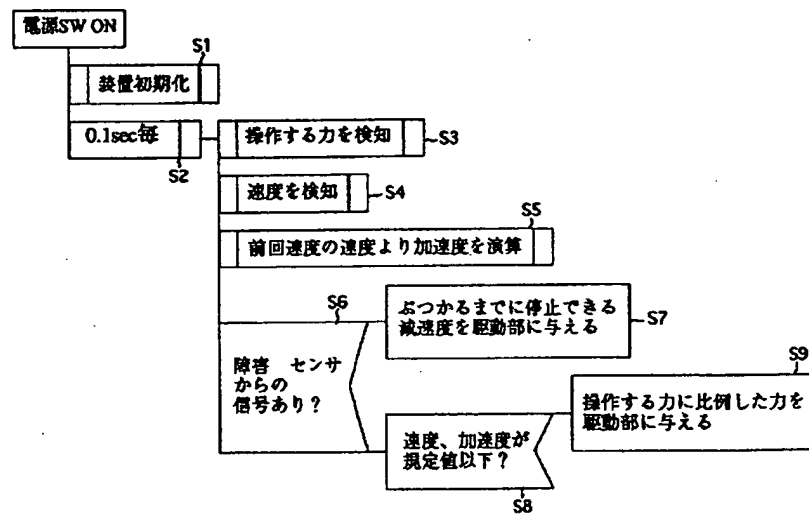 電源SW ON
S1
装置初期化
0.1sec毎
S2
操作する力を検知
S3
速度を検知
S4
S5
前回速度の速度より加速度を演算
S6
障害 センサ
からの
信号あり?
ぶつかるまでに停止できる
減速度を駆動部に与える
S7
速度、加速度が
規定値以下?
S8
S9
操作する力に比例した力を
駆動部に与える